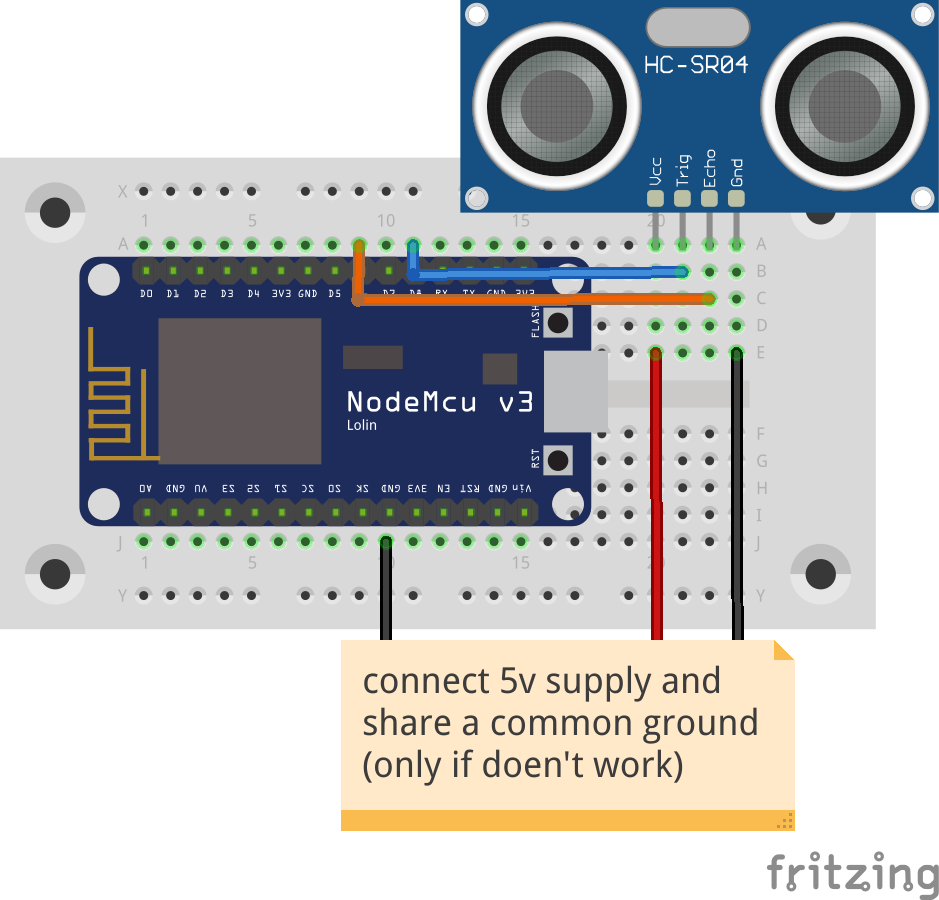 HC-SR04
Vcc Trig Echo Gnd
X
1 5 10 15 20
A A
B
D0 D1 D2 D3 D4 3V3 GND D5 D7 D8 RX TX GND 3V3
C
D
FLASH
E
NodeMcu v3
Lolin
F
RST
G
A0 GND VU S3 S2 S1 SC S0 SK GND 3V3 EN RST GND Vin
H
I
J J
1 5 15 20
Y Y
connect 5v supply and
share a common ground
(only if doen't work)
fritzing